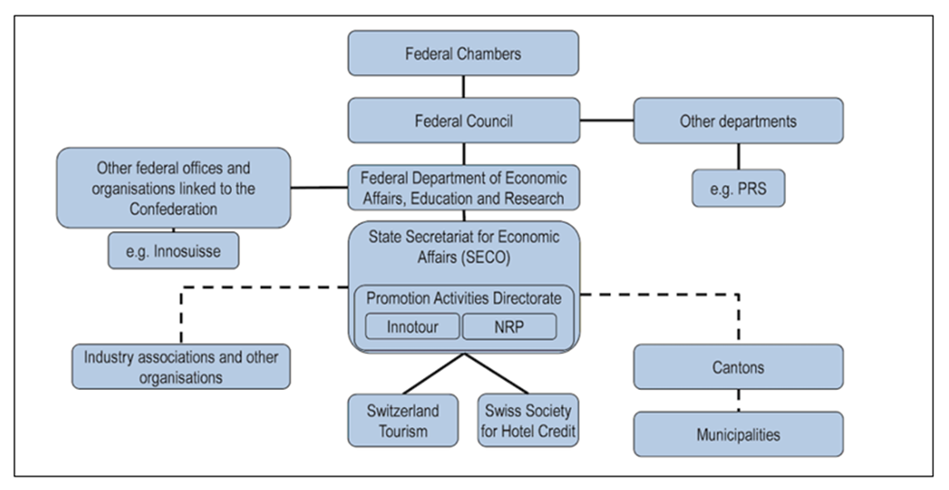 Federal Chambers
Federal Council
Other departments
Other federal offices and
organisations linked to the
Confederation
Federal Department of Economic
Affairs, Education and Research
e.g. PRS
e.g. Innosuisse
State Secretariat for Economic
Affairs (SECO)
Promotion Activities Directorate
Innotour
NRP
Industry associations and other
organisations
Cantons
Switzerland
Tourism
Swiss Society
for Hotel Credit
Municipalities